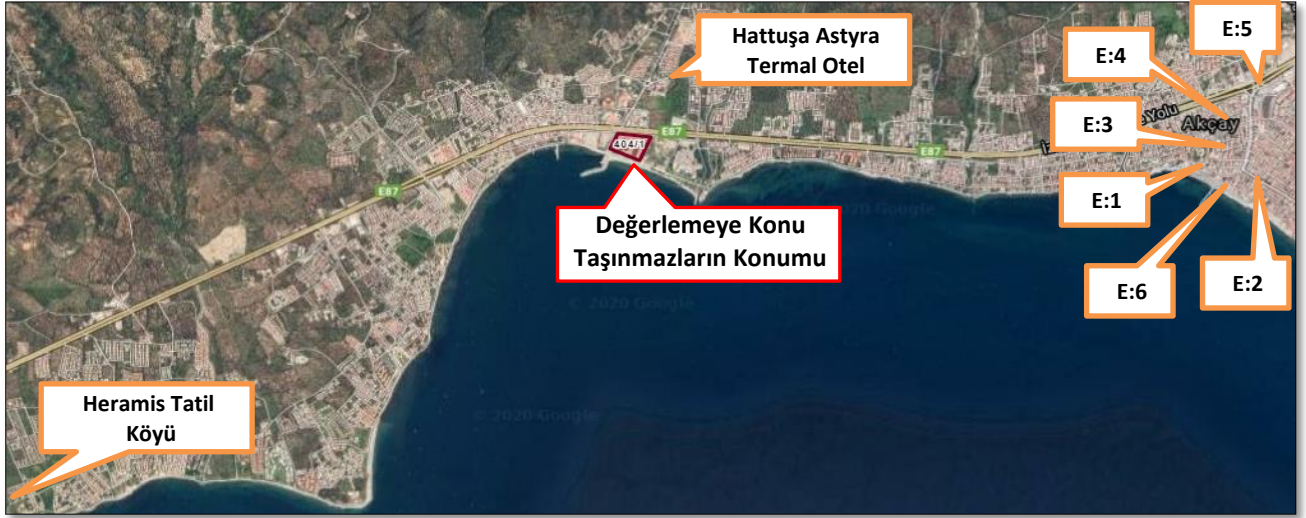 Hattuşa Astyra
Termal Otel
E:5
E:4
E:3
E:1
E:6
E:2
Yolu
Akçay
E87
E87
E87
404/1
Değerlemeye Konu
Taşınmazların Konumu
2020 Google
© 2020 Google
© 2020 Google
Heramis Tatil
Köyü